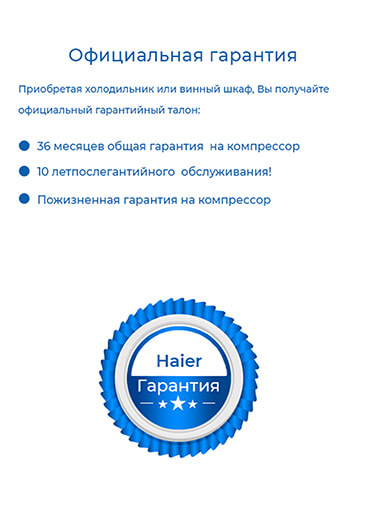 Официальная гарантия
Приобретая холодильник или винный шкаф, Вы получайте
официальный гарантийный талон:
36 месяцев общая гарантия на компрессор
10 летпослегантийного обслуживания!
Пожизненная гарантия на компрессор
Haier
Гарантия